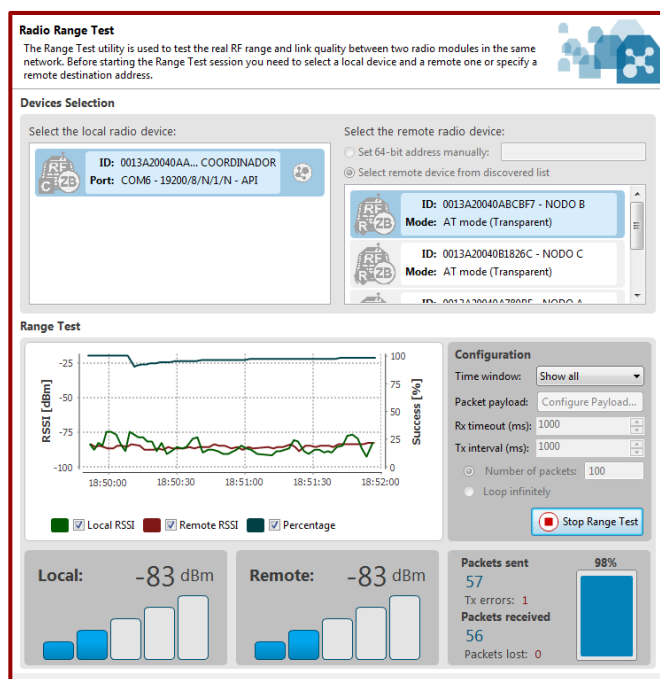 Radio Range Test
The Range Test utility is used to test the real RF range and link quality between two radio modules in the same
network. Before starting the Range Test session you need to select a local device and a remote one or specify a
remote destination address.
Devices Selection
Select the local radio device:
RF
C ZB
ID: 0013A20040AA... COORDINADOR
Port: COM6 - 19200/8/N/1/N - API
Select the remote radio device:
Set 64-bit address manually:
Select remote device from discovered list
RF
R ZB
ID: 0013A20040ABCBF7 - NODO B
Mode: AT mode (Transparent)
RF
R ZB
ID: 0013A20040B1826C - NODO C
Mode: AT mode (Transparent)
Range Test
RSSI [dBm]
-25
-50
-75
-100
100
75
50
25
0
Success [%]
18:50:00 18:50:30 18:51:00 18:51:30 18:52:00
Local RSSI Remote RSSI Percentage
Configuration
Time window: Show all
Packet payload: Configure Payload...
Rx timeout (ms): 1000
Tx interval (ms): 1000
Number of packets: 100
Loop infinitely
Stop Range Test
Local: -83 dBm
Remote: -83 dBm
Packets sent
57
Tx errors: 1
Packets received
56
Packets lost: 0
98%